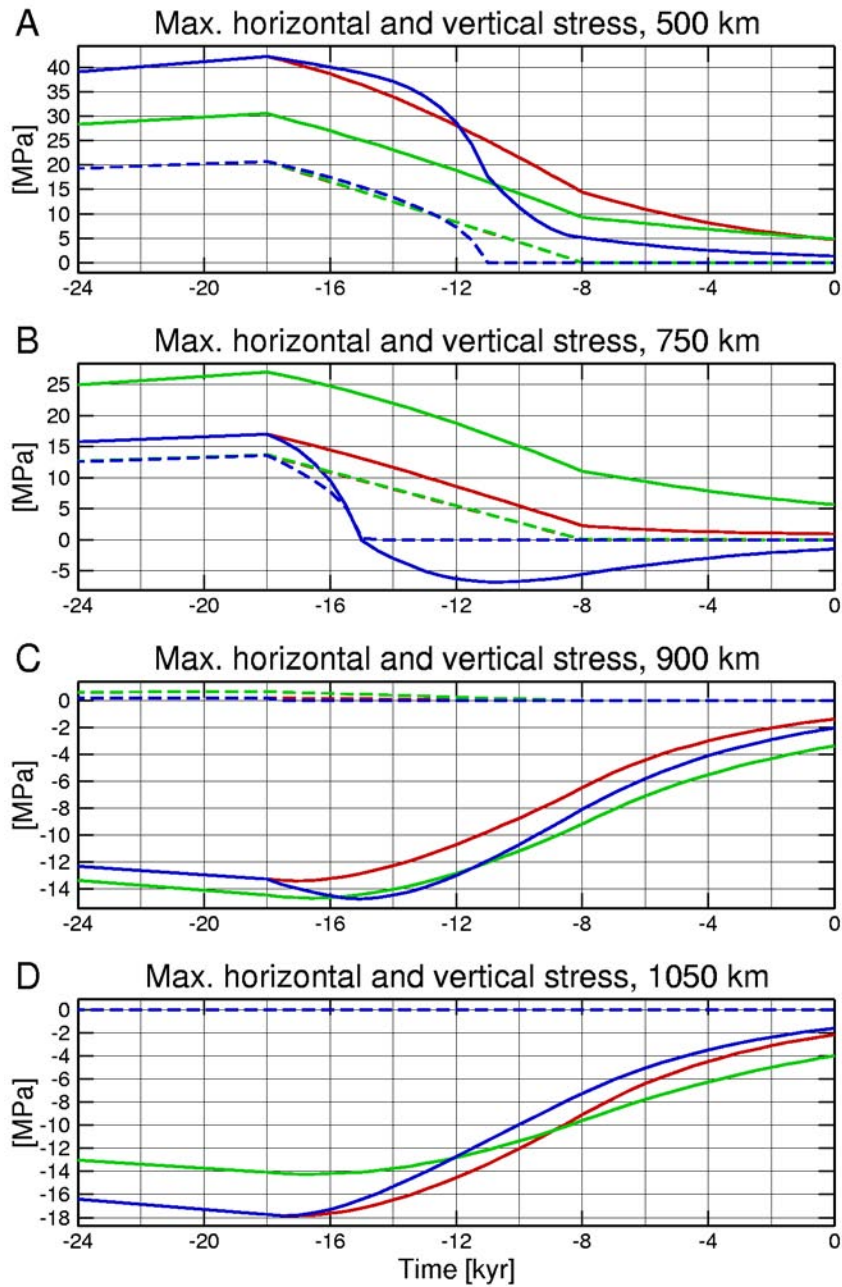 A Max. horizontal and vertical stress, 500 km
[MPa]
40
35
30
25
20
15
10
5
0
-24 -20 -16 -12 -8 -4 0
B Max. horizontal and vertical stress, 750 km
[MPa]
25
20
15
10
5
0
-5
-24 -20 -16 -12 -8 -4 0
C Max. horizontal and vertical stress, 900 km
[MPa]
0
-2
-4
-6
-8
-10
-12
-14
-24 -20 -16 -12 -8 -4 0
D Max. horizontal and vertical stress, 1050 km
[MPa]
0
-2
-4
-6
-8
-10
-12
-14
-16
-18
-24 -20 -16 -12 -8 -4 0
Time [kyr]